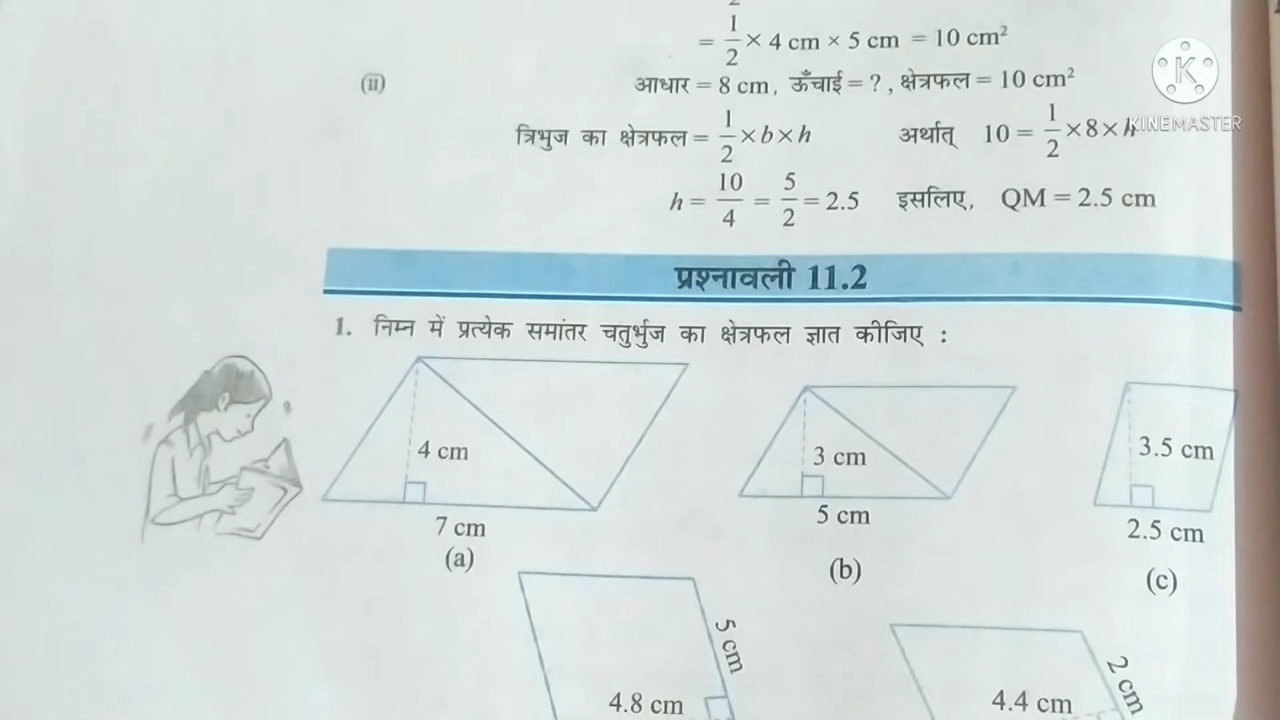 = 1/2 × 4 cm × 5 cm = 10 cm²
(ii) आधार = 8 cm, ऊँचाई = ?, क्षेत्रफल = 10 cm²
त्रिभुज का क्षेत्रफल = 1/2 × b × h अर्थात् 10 = 1/2 × 8 × h
KINEMASTER
h = 10/4 = 5/2 = 2.5 इसलिए, QM = 2.5 cm
प्रश्नावली 11.2
1. निम्न में प्रत्येक समांतर चतुर्भुज का क्षेत्रफल ज्ञात कीजिए :
4 cm 3 cm 3.5 cm
7 cm 5 cm 2.5 cm
(a) (b) (c)
5 cm 2 cm
4.8 cm 4.4 cm